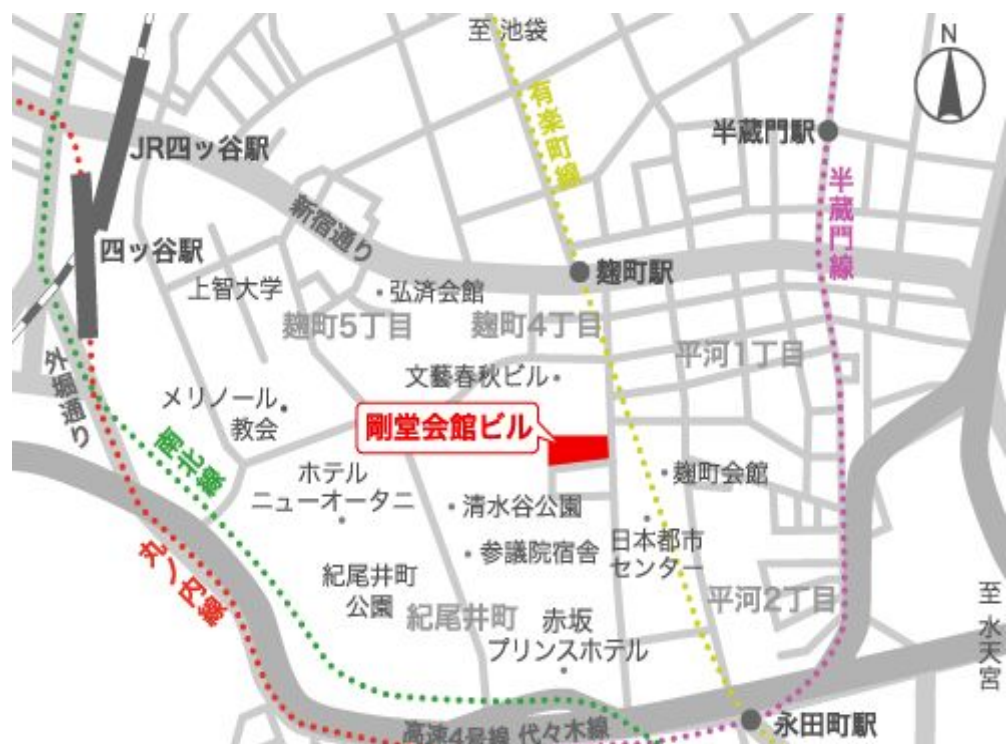 至 池袋
N
有楽町線
半蔵門駅
JR四ッ谷駅
半蔵門線
新宿通り
四ッ谷駅
麹町駅
上智大学
弘済会館
麹町5丁目
麹町4丁目
平河1丁目
外堀通り
文藝春秋ビル
メリノール
教会
剛堂会館ビル
南北線
ホテル
ニューオータニ
麹町会館
清水谷公園
丸ノ内線
参議院宿舎
日本都市
センター
紀尾井町
公園
紀尾井町
平河2丁目
至 水天宮
赤坂
プリンスホテル
高速4号線 代々木線
永田町駅